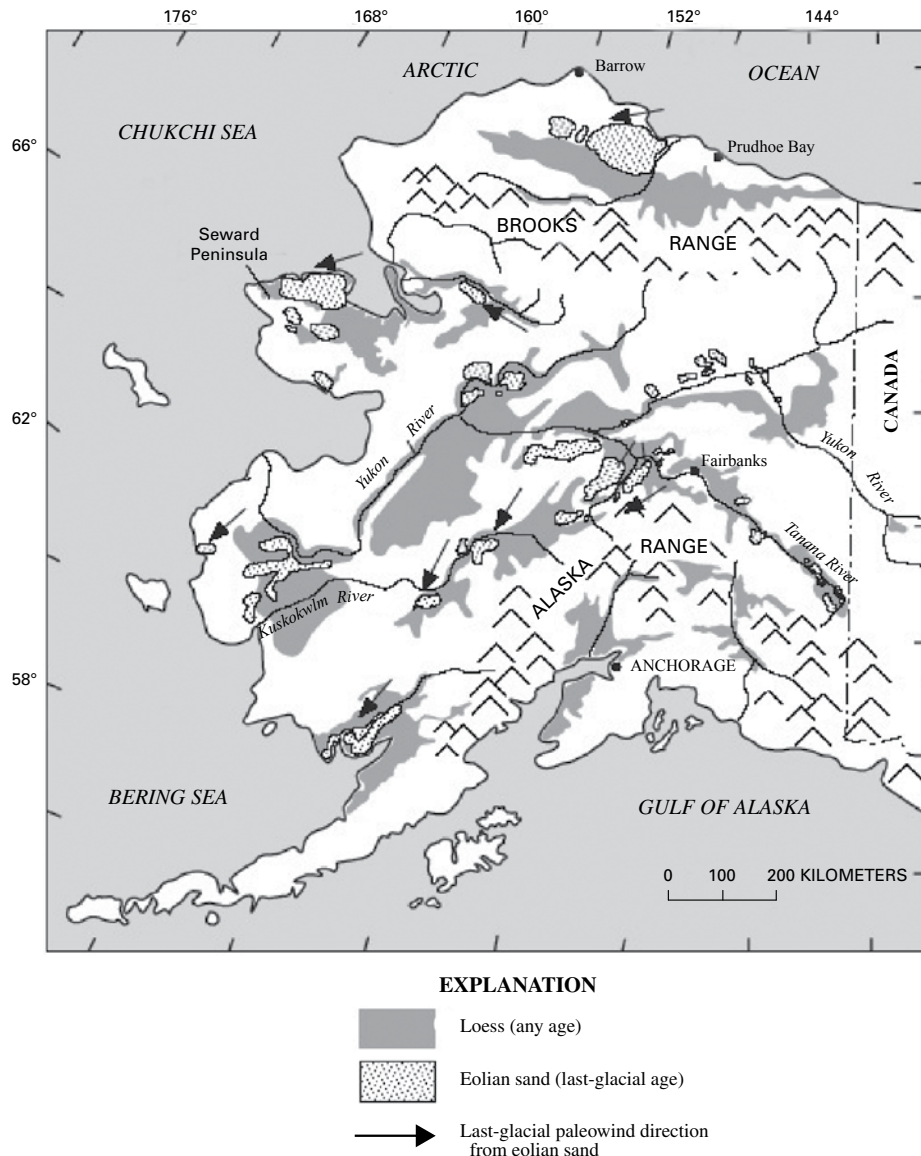 176° 168° 160° 152° 144°
ARCTIC
Barrow
OCEAN
CHUKCHI SEA
66°
Prudhoe Bay
BROOKS
RANGE
Seward
Peninsula
CANADA
62°
Yukon River
Yukon River
Fairbanks
Tanana River
ALASKA
RANGE
Kuskokwlm River
58°
ANCHORAGE
BERING SEA
GULF OF ALASKA
0 100 200 KILOMETERS
EXPLANATION
Loess (any age)
Eolian sand (last-glacial age)
Last-glacial paleowind direction
from eolian sand